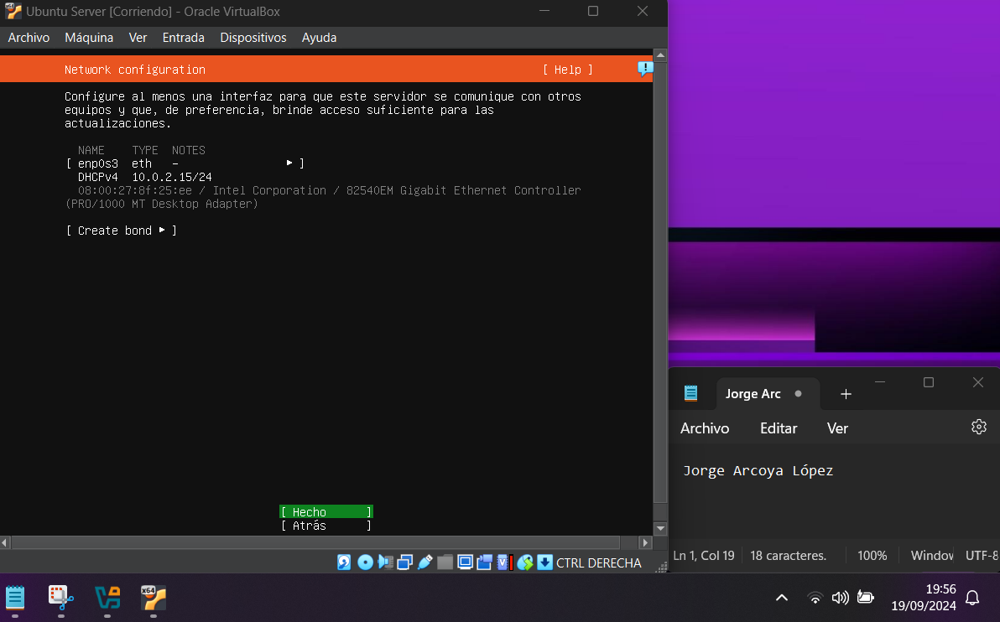 Ubuntu Server [Corriendo] - Oracle VirtualBox
Archivo Máquina Ver Entrada Dispositivos Ayuda
Network configuration [ Help ]
Configure al menos una interfaz para que este servidor se comunique con otros
equipos y que, de preferencia, brinde acceso suficiente para las
actualizaciones.
NAME TYPE NOTES
[ enp0s3 eth - ▸ ]
DHCPv4 10.0.2.15/24
08:00:27:8f:25:ee / Intel Corporation / 82540EM Gigabit Ethernet Controller
(PRO/1000 MT Desktop Adapter)
[ Create bond ▸ ]
[ Hecho ]
[ Atrás ]
CTRL DERECHA
Jorge Arc
Archivo Editar Ver
Jorge Arcoya López
Ln 1, Col 19 18 caracteres. 100% Window UTF-8
x64
19:56
19/09/2024